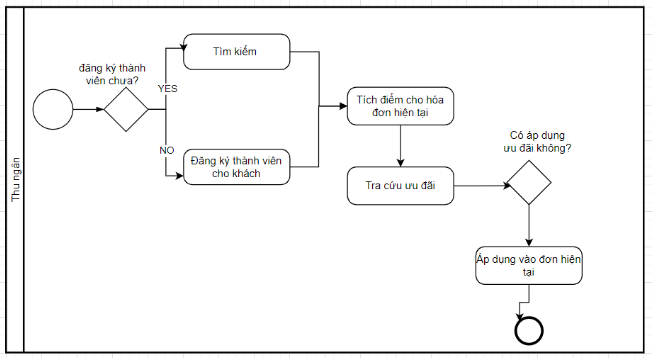 Thu ngân
đăng ký thành
viên chưa?
YES
NO
Tìm kiếm
Đăng ký thành viên
cho khách
Tích điểm cho hóa
đơn hiện tại
Tra cứu ưu đãi
Có áp dụng
ưu đãi không?
Áp dụng vào đơn hiện
tại